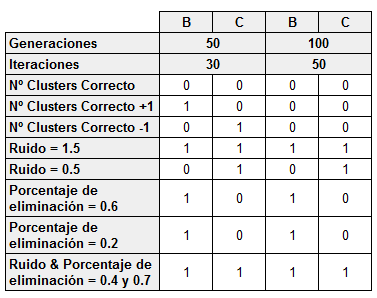 B C B C
Generaciones 50 100
Iteraciones 30 50
Nº Clusters Correcto 0 0 0 0
Nº Clusters Correcto +1 1 0 0 0
Nº Clusters Correcto -1 0 1 0 0
Ruido = 1.5 1 1 1 1
Ruido = 0.5 0 1 0 1
Porcentaje de
eliminación = 0.6 1 0 1 0
Porcentaje de
eliminación = 0.2 1 0 1 0
Ruido & Porcentaje de
eliminación = 0.4 y 0.7 1 1 1 1